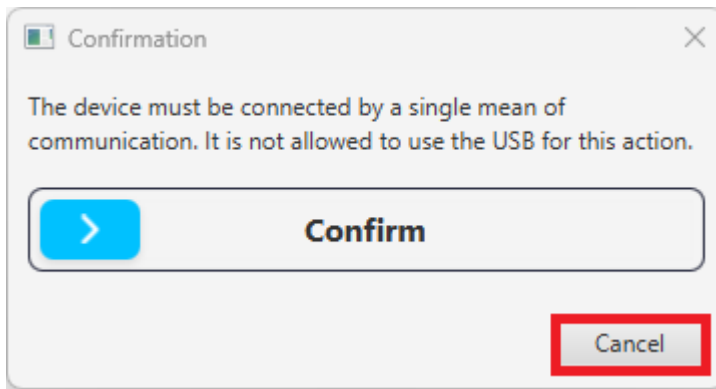 Confirmation
The device must be connected by a single mean of
communication. It is not allowed to use the USB for this action.
Confirm
Cancel